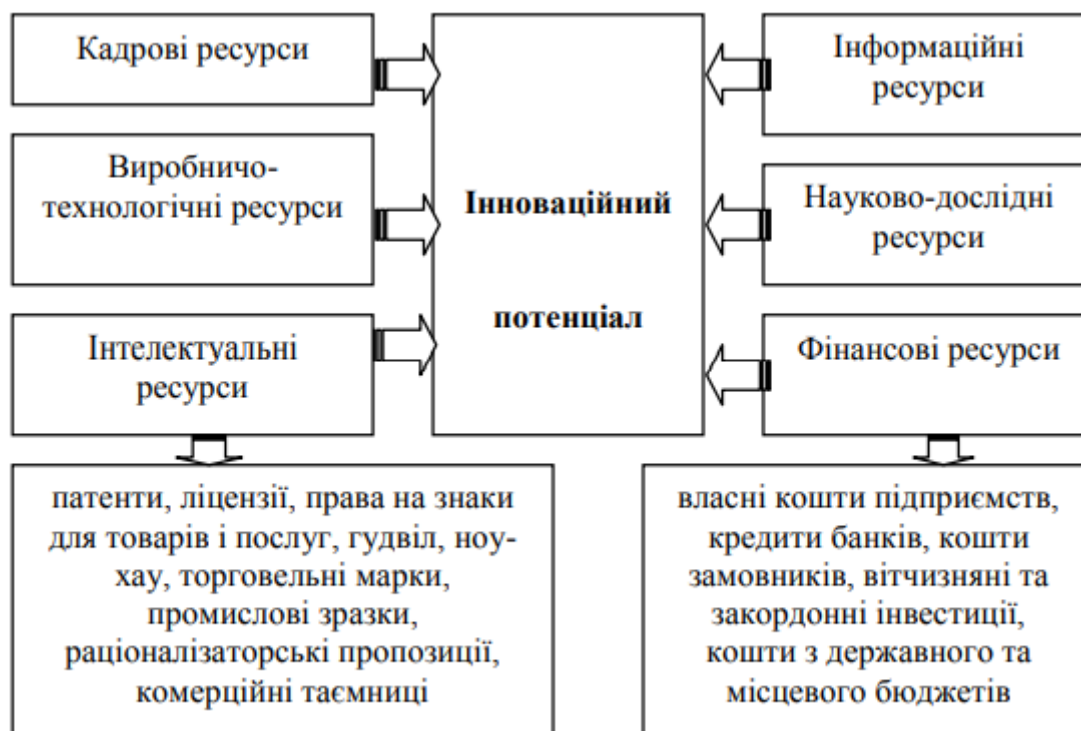 Кадрові ресурси
Виробничо-
технологічні ресурси
Інтелектуальні
ресурси
Інноваційний
потенціал
Інформаційні
ресурси
Науково-дослідні
ресурси
Фінансові ресурси
патенти, ліцензії, права на знаки
для товарів і послуг, гудвіл, ноу-
хау, торговельні марки,
промислові зразки,
раціоналізаторські пропозиції,
комерційні таємниці
власні кошти підприємств,
кредити банків, кошти
замовників, вітчизняні та
закордонні інвестиції,
кошти з державного та
місцевого бюджетів